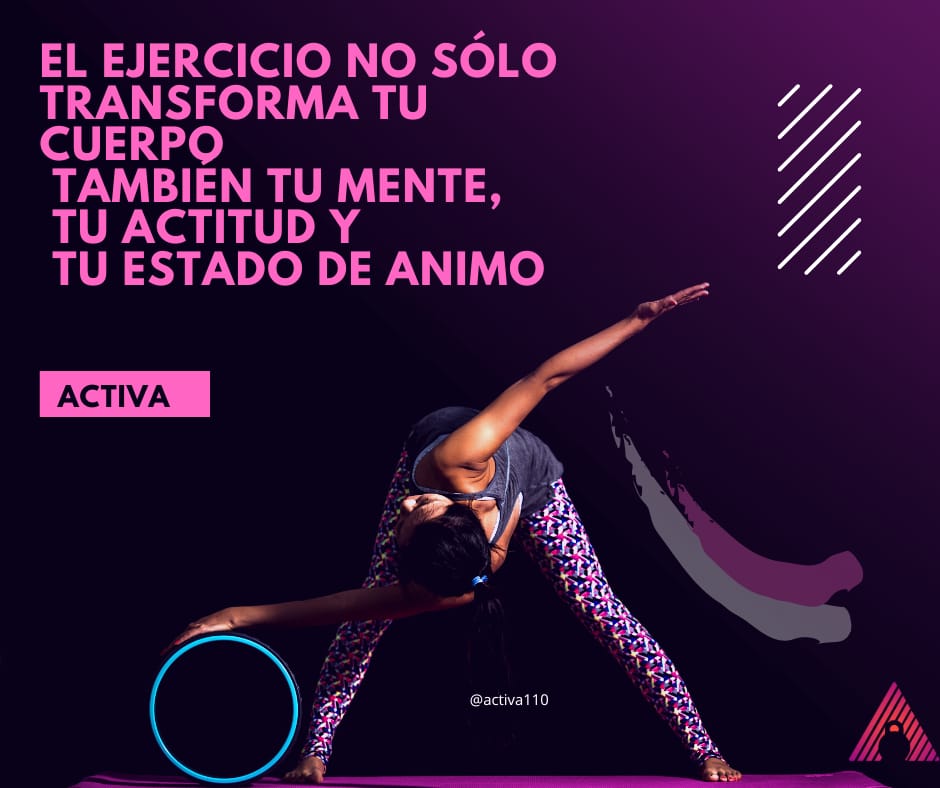 EL EJERCICIO NO SÓLO
TRANSFORMA TU
CUERPO
TAMBIÉN TU MENTE,
TU ACTITUD Y
TU ESTADO DE ANIMO
ACTIVA
@activa110